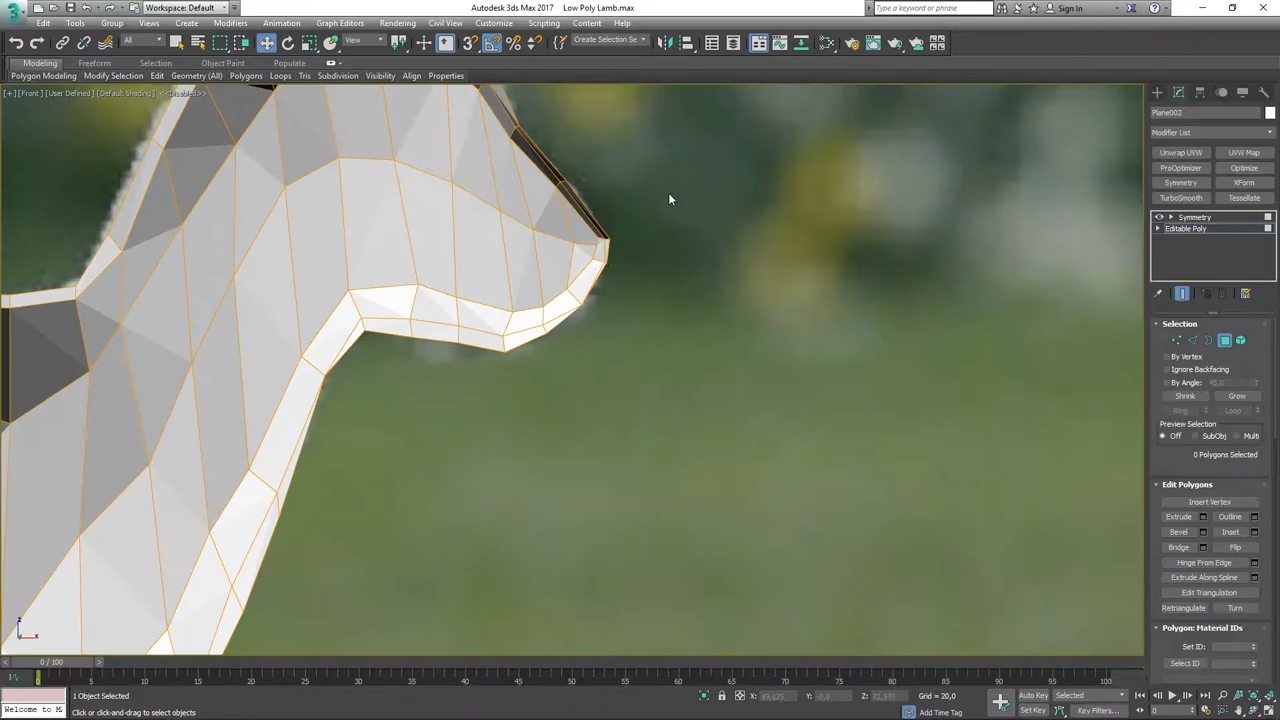 Workspace: Default
Autodesk 3ds Max 2017 Low Poly Lamb.max
Type a keyword or phrase
Sign In
Edit Tools Group Views Create Modifiers Animation Graph Editors Rendering Civil View Customize Scripting Content Help
All
View
Create Selection Se
Modeling Freeform Selection Object Paint Populate
Polygon Modeling Modify Selection Edit Geometry (All) Polygons Loops Tris Subdivision Visibility Align Properties
[+] [Front] [User Defined] [Default Shading] <<Disabled>>
Plane002
Modifier List
Unwrap UVW UVW Map
ProOptimizer Optimize
Symmetry XForm
TurboSmooth Tessellate
Symmetry
Editable Poly
Selection
By Vertex
Ignore Backfacing
By Angle: 45,0
Shrink Grow
Ring Loop
Preview Selection
Off SubObj Multi
0 Polygons Selected
Edit Polygons
Insert Vertex
Extrude Outline
Bevel Inset
Bridge Flip
Hinge From Edge
Extrude Along Spline
Edit Triangulation
Retriangulate Turn
Polygon: Material IDs
Set ID:
Select ID
z
x
0 / 100
0 5 10 15 20 25 30 35 40 45 50 55 60 65 70 75 80 85 90 95 100
1 Object Selected
Welcome to M
Click or click-and-drag to select objects
X: Y: -0,0 Z: Grid = 20,0
Add Time Tag
Auto Key Selected
Set Key Key Filters...
0